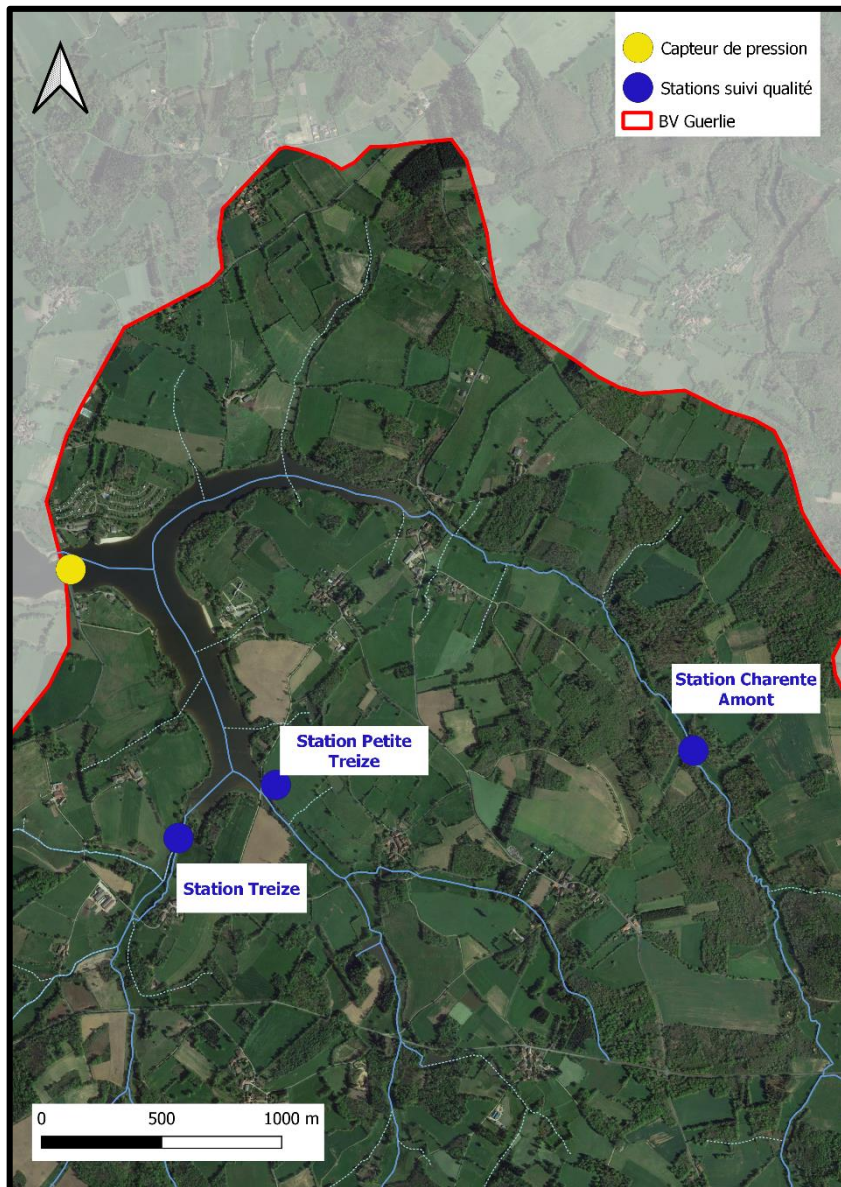 Capteur de pression
Stations suivi qualité
BV Guerlie
Station Charente
Amont
Station Petite
Treize
Station Treize
0 500 1000 m